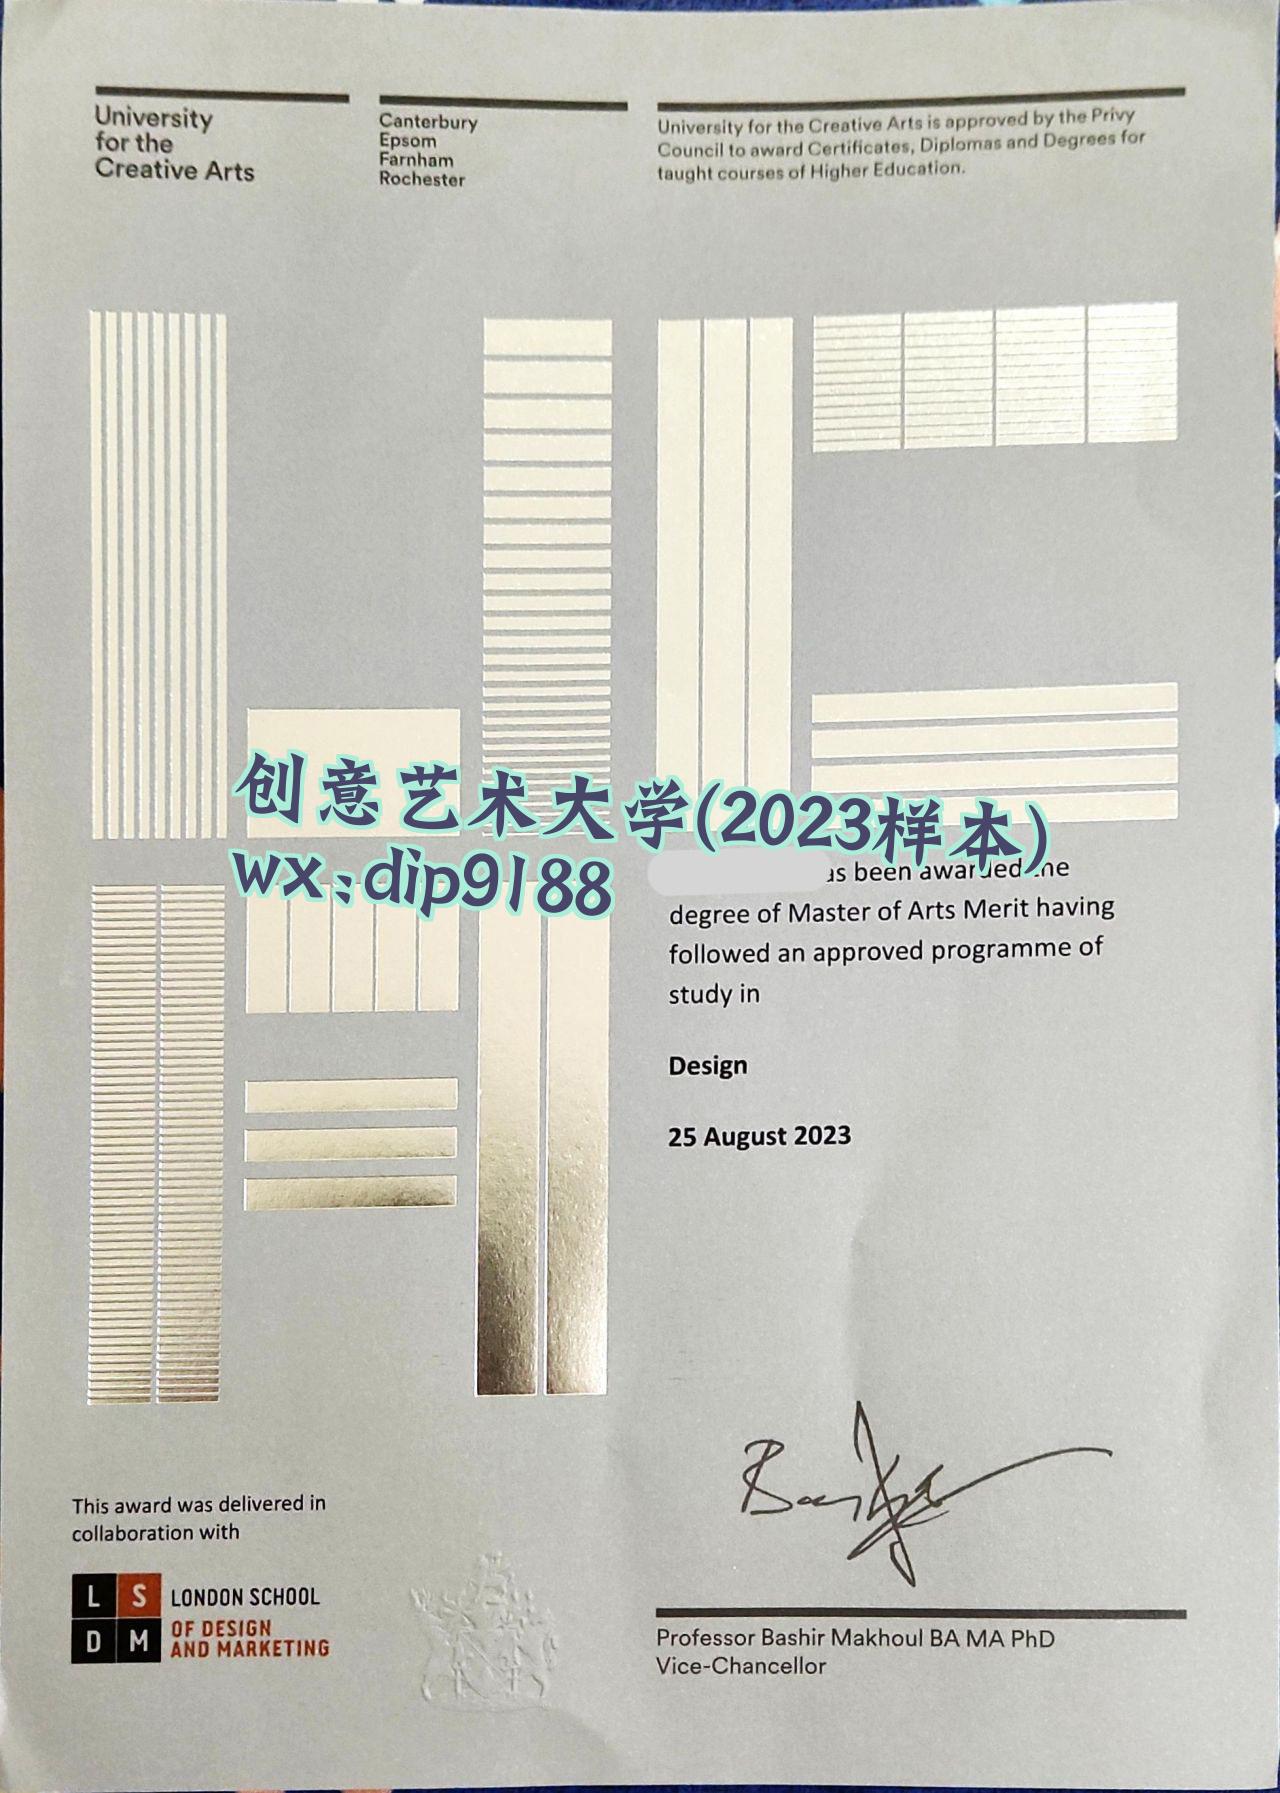 University
for the
Creative Arts
Canterbury
Epsom
Farnham
Rochester
University for the Creative Arts is approved by the Privy
Council to award Certificates, Diplomas and Degrees for
taught courses of Higher Education.
创意艺术大学(2023样本)
wx:dip9188
as been awarded the
degree of Master of Arts Merit having
followed an approved programme of
study in
Design
25 August 2023
This award was delivered in
collaboration with
L S
D M
LONDON SCHOOL
OF DESIGN
AND MARKETING
Professor Bashir Makhoul BA MA PhD
Vice-Chancellor